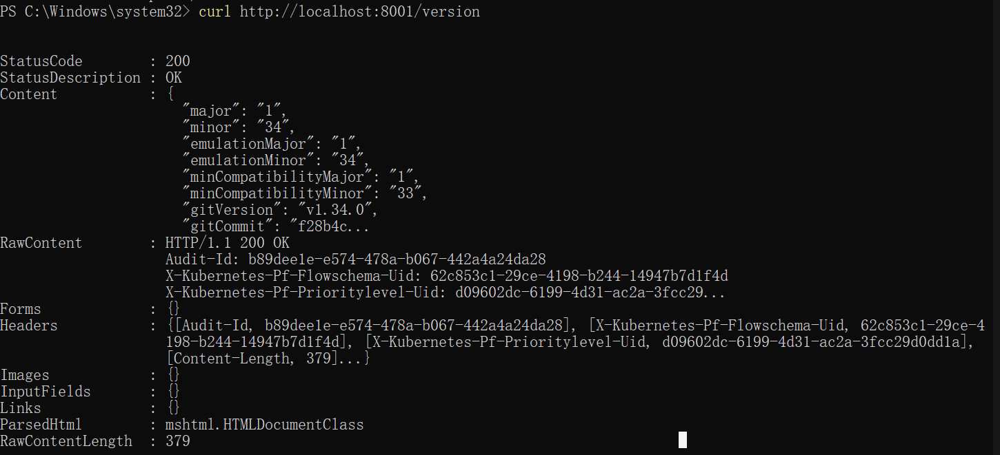 PS C:\Windows\system32> curl http://localhost:8001/version
StatusCode : 200
StatusDescription : OK
Content : {
"major": "1",
"minor": "34",
"emulationMajor": "1",
"emulationMinor": "34",
"minCompatibilityMajor": "1",
"minCompatibilityMinor": "33",
"gitVersion": "v1.34.0",
"gitCommit": "f28b4c...
RawContent : HTTP/1.1 200 OK
Audit-Id: b89dee1e-e574-478a-b067-442a4a24da28
X-Kubernetes-Pf-Flowschema-Uid: 62c853c1-29ce-4198-b244-14947b7d1f4d
X-Kubernetes-Pf-Prioritylevel-Uid: d09602dc-6199-4d31-ac2a-3fcc29...
Forms : {}
Headers : {[Audit-Id, b89dee1e-e574-478a-b067-442a4a24da28], [X-Kubernetes-Pf-Flowschema-Uid, 62c853c1-29ce-4
198-b244-14947b7d1f4d], [X-Kubernetes-Pf-Prioritylevel-Uid, d09602dc-6199-4d31-ac2a-3fcc29d0dd1a],
[Content-Length, 379]...}
Images : {}
InputFields : {}
Links : {}
ParsedHtml : mshtml.HTMLDocumentClass
RawContentLength : 379